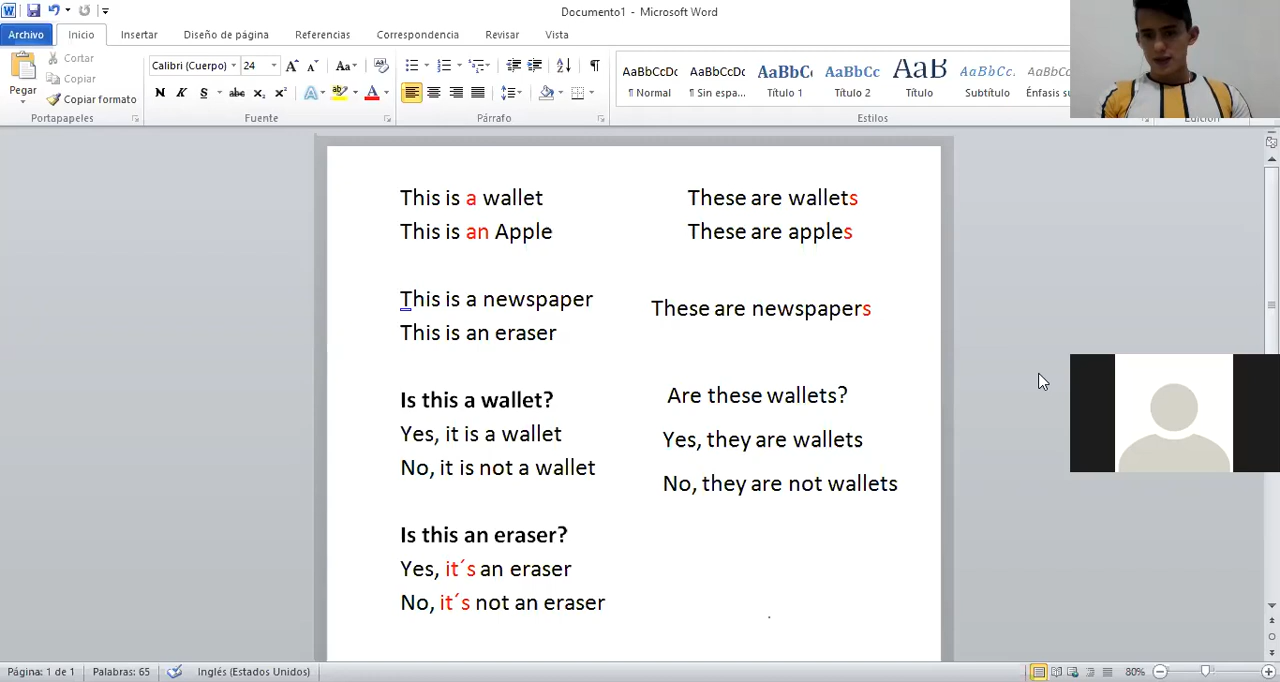 Documento1 - Microsoft Word
Archivo Inicio Insertar Diseño de página Referencias Correspondencia Revisar Vista
Pegar
Cortar
Copiar
Copiar formato
Portapapeles
Calibri (Cuerpo) 24
Fuente
Párrafo
AaBbCcDc AaBbCcDc AaBbC( AaBbCc AaB AaBbCc. AaBbCcDc
Normal Sin espa... Título 1 Título 2 Título Subtítulo Énfasis su
Estilos
This is a wallet
These are wallets
This is an Apple
These are apples
This is a newspaper
These are newspapers
This is an eraser
Is this a wallet?
Are these wallets?
Yes, it is a wallet
Yes, they are wallets
No, it is not a wallet
No, they are not wallets
Is this an eraser?
Yes, it´s an eraser
No, it´s not an eraser
Página: 1 de 1 Palabras: 65 Inglés (Estados Unidos) 80%